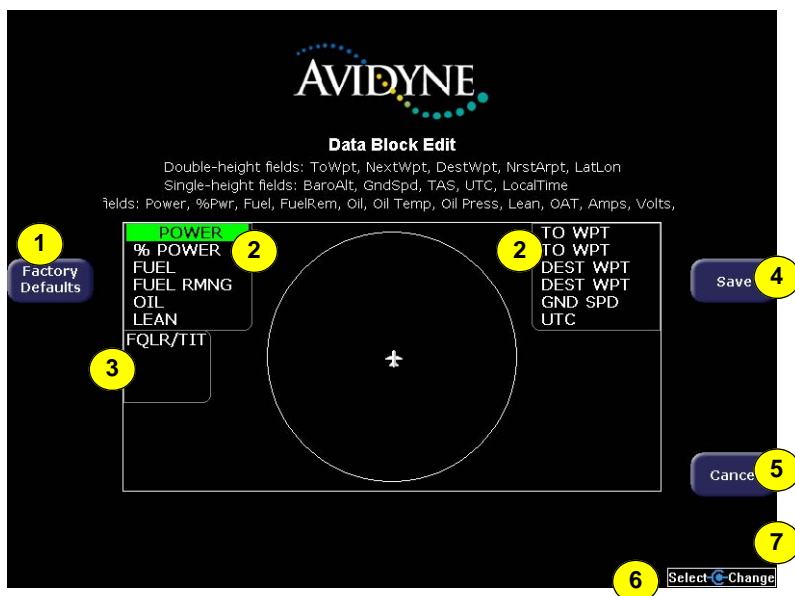 AVIDYNE
Data Block Edit
Double-height fields: ToWpt, NextWpt, DestWpt, NrstArpt, LatLon
Single-height fields: BaroAlt, GndSpd, TAS, UTC, LocalTime
fields: Power, %Pwr, Fuel, FuelRem, Oil, Oil Temp, Oil Press, Lean, OAT, Amps, Volts,
1
Factory
Defaults
POWER
% POWER
FUEL
FUEL RMNG
OIL
LEAN
2
FQLR/TIT
3
2
TO WPT
TO WPT
DEST WPT
DEST WPT
GND SPD
UTC
Save
4
Cance
5
7
6
Select Change